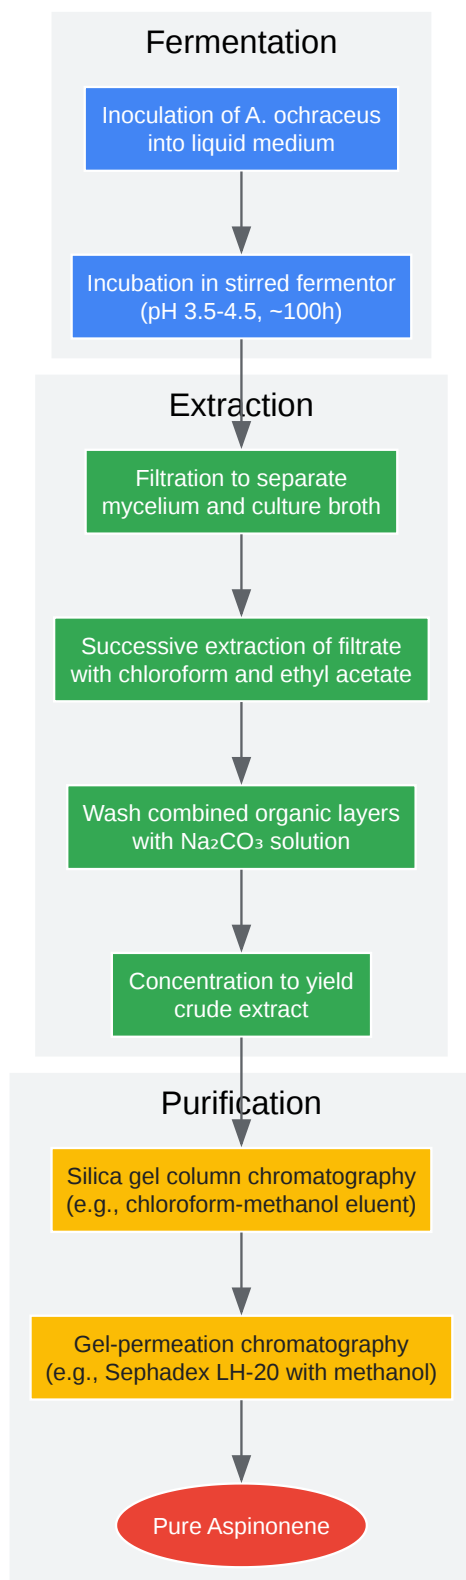 Fermentation
Inoculation of A. ochraceus
into liquid medium
Incubation in stirred fermentor
(pH 3.5-4.5, ~100h)
Extraction
Filtration to separate
mycelium and culture broth
Successive extraction of filtrate
with chloroform and ethyl acetate
Wash combined organic layers
with Na₂CO₃ solution
Concentration to yield
crude extract
Purification
Silica gel column chromatography
(e.g., chloroform-methanol eluent)
Gel-permeation chromatography
(e.g., Sephadex LH-20 with methanol)
Pure Aspinonene